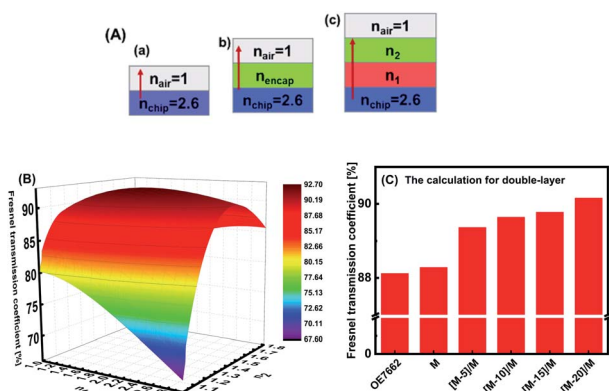 (A)
(a)
n_air=1
n_chip=2.6
b)
n_air=1
n_encap
n_chip=2.6
c)
n_air=1
n_2
n_1
n_chip=2.6
(B)
Fresnel transmission coefficient [%]
90
85
80
75
70
92.70
90.19
87.68
85.17
82.66
80.15
77.64
75.13
72.62
70.11
67.60
(C) The calculation for double-layer
Fresnel transmission coefficient [%]
90
88
0
OE7662
M
[M-5]/M
[M-10]/M
[M-15]/M
[M-20]/M